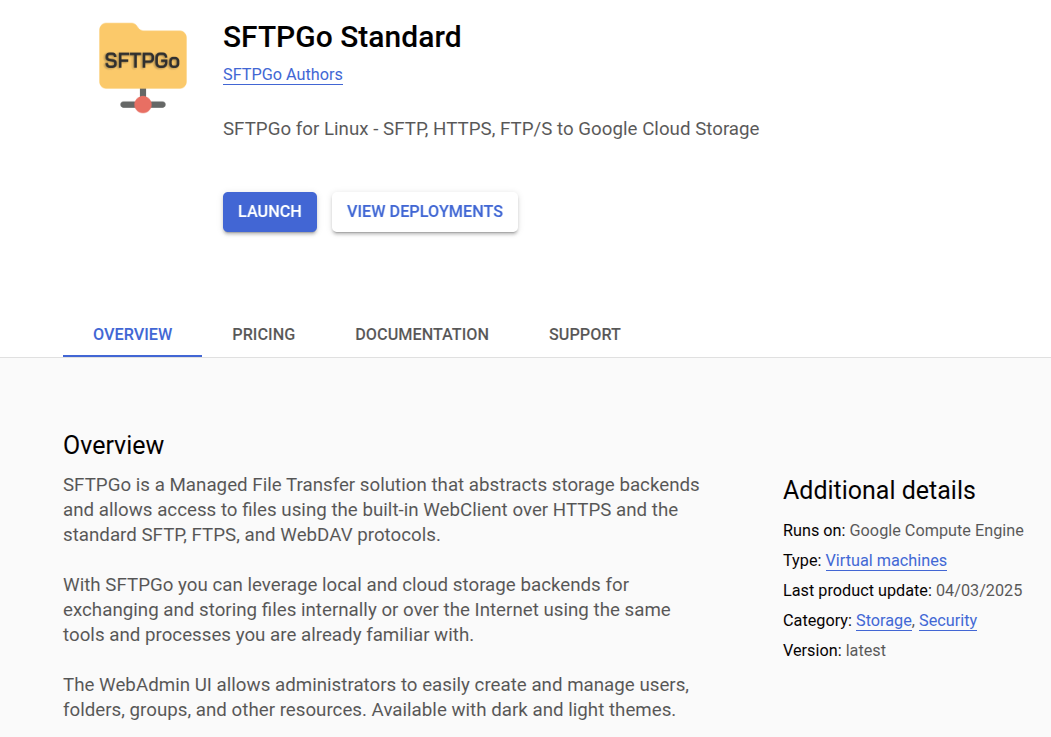 SFTPGo
SFTPGo Standard
SFTPGo Authors
SFTPGo for Linux - SFTP, HTTPS, FTP/S to Google Cloud Storage
LAUNCH
VIEW DEPLOYMENTS
OVERVIEW
PRICING
DOCUMENTATION
SUPPORT
Overview
SFTPGo is a Managed File Transfer solution that abstracts storage backends
and allows access to files using the built-in WebClient over HTTPS and the
standard SFTP, FTPS, and WebDAV protocols.
With SFTPGo you can leverage local and cloud storage backends for
exchanging and storing files internally or over the Internet using the same
tools and processes you are already familiar with.
The WebAdmin UI allows administrators to easily create and manage users,
folders, groups, and other resources. Available with dark and light themes.
Additional details
Runs on: Google Compute Engine
Type: Virtual machines
Last product update: 04/03/2025
Category: Storage, Security
Version: latest